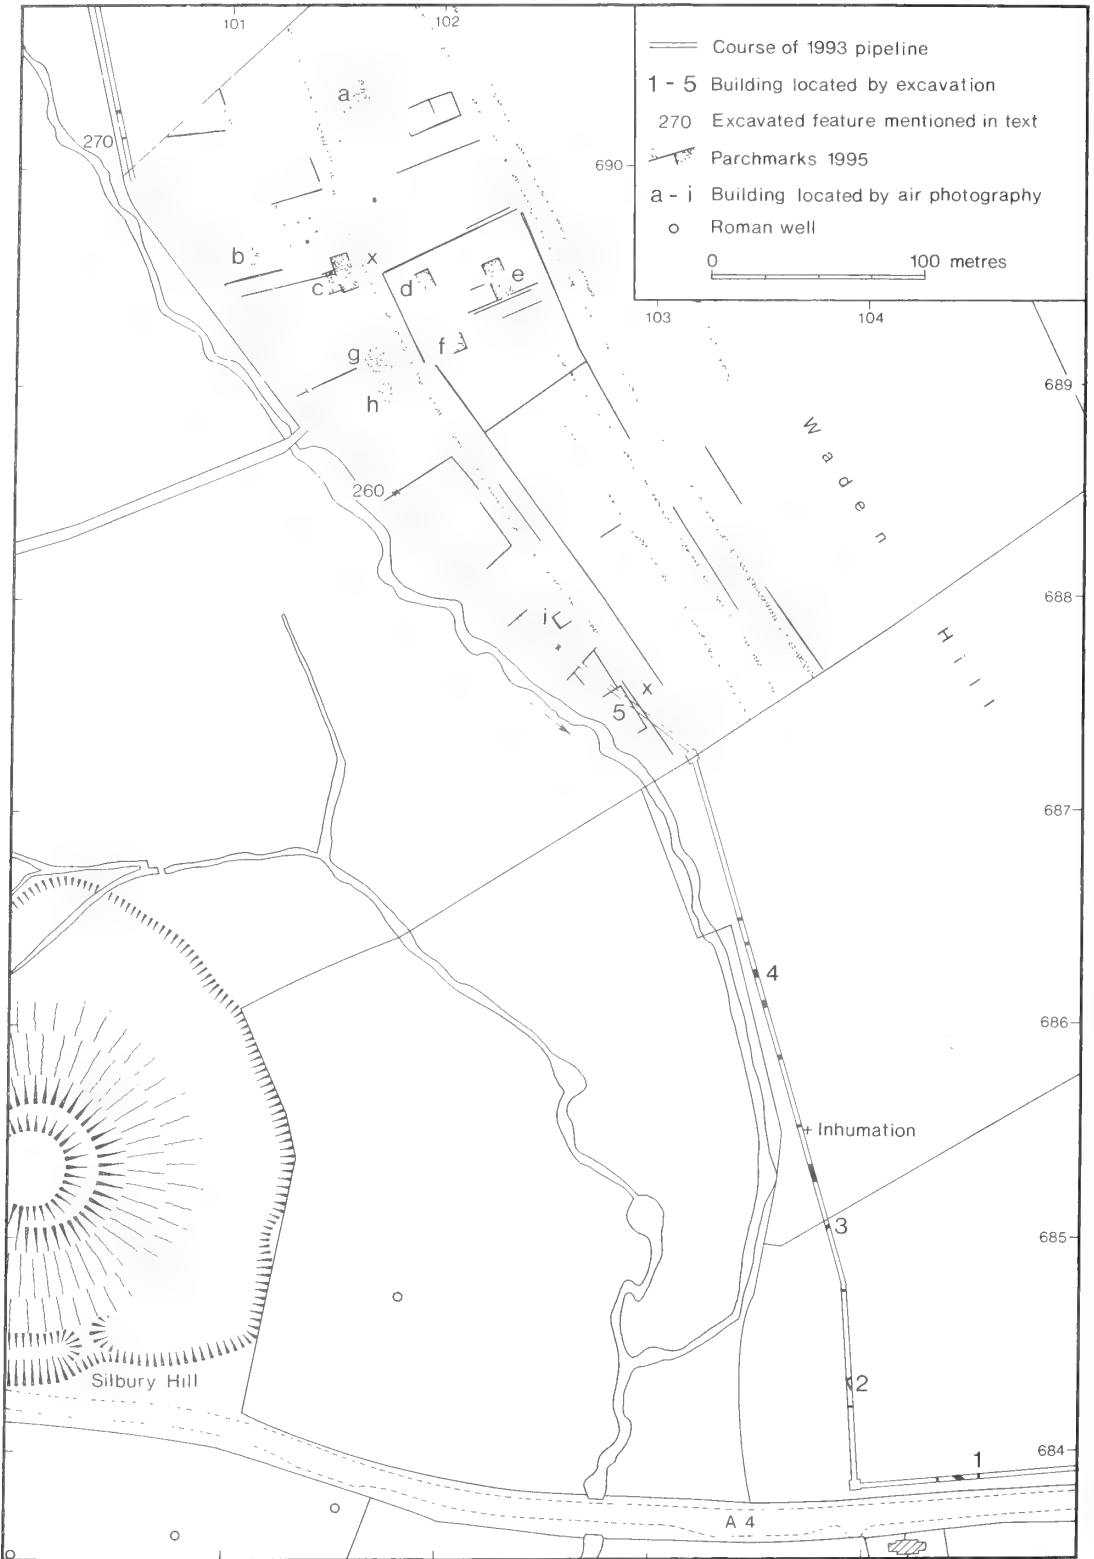 101
102
Course of 1993 pipeline
1 - 5 Building located by excavation
270 Excavated feature mentioned in text
Parchmarks 1995
a - i Building located by air photography
Roman well
0 100 metres
103
104
690
689
688
687
686
685
684
270
a
b
x
c
d
e
f
g
h
260
i
x
5
Waden
Hill
4
Inhumation
3
2
1
Silbury Hill
A 4